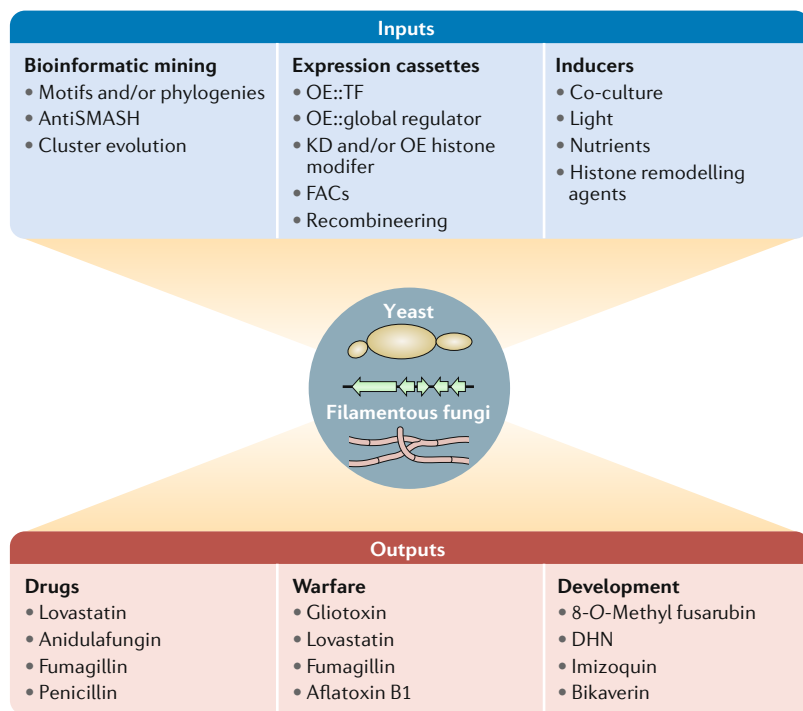 Inputs
Bioinformatic mining
• Motifs and/or phylogenies
• AntiSMASH
• Cluster evolution
Expression cassettes
• OE::TF
• OE::global regulator
• KD and/or OE histone
modifer
• FACs
• Recombineering
Inducers
• Co-culture
• Light
• Nutrients
• Histone remodelling
agents
Yeast
Filamentous fungi
Outputs
Drugs
• Lovastatin
• Anidulafungin
• Fumagillin
• Penicillin
Warfare
• Gliotoxin
• Lovastatin
• Fumagillin
• Aflatoxin B1
Development
• 8-O-Methyl fusarubin
• DHN
• Imizoquin
• Bikaverin